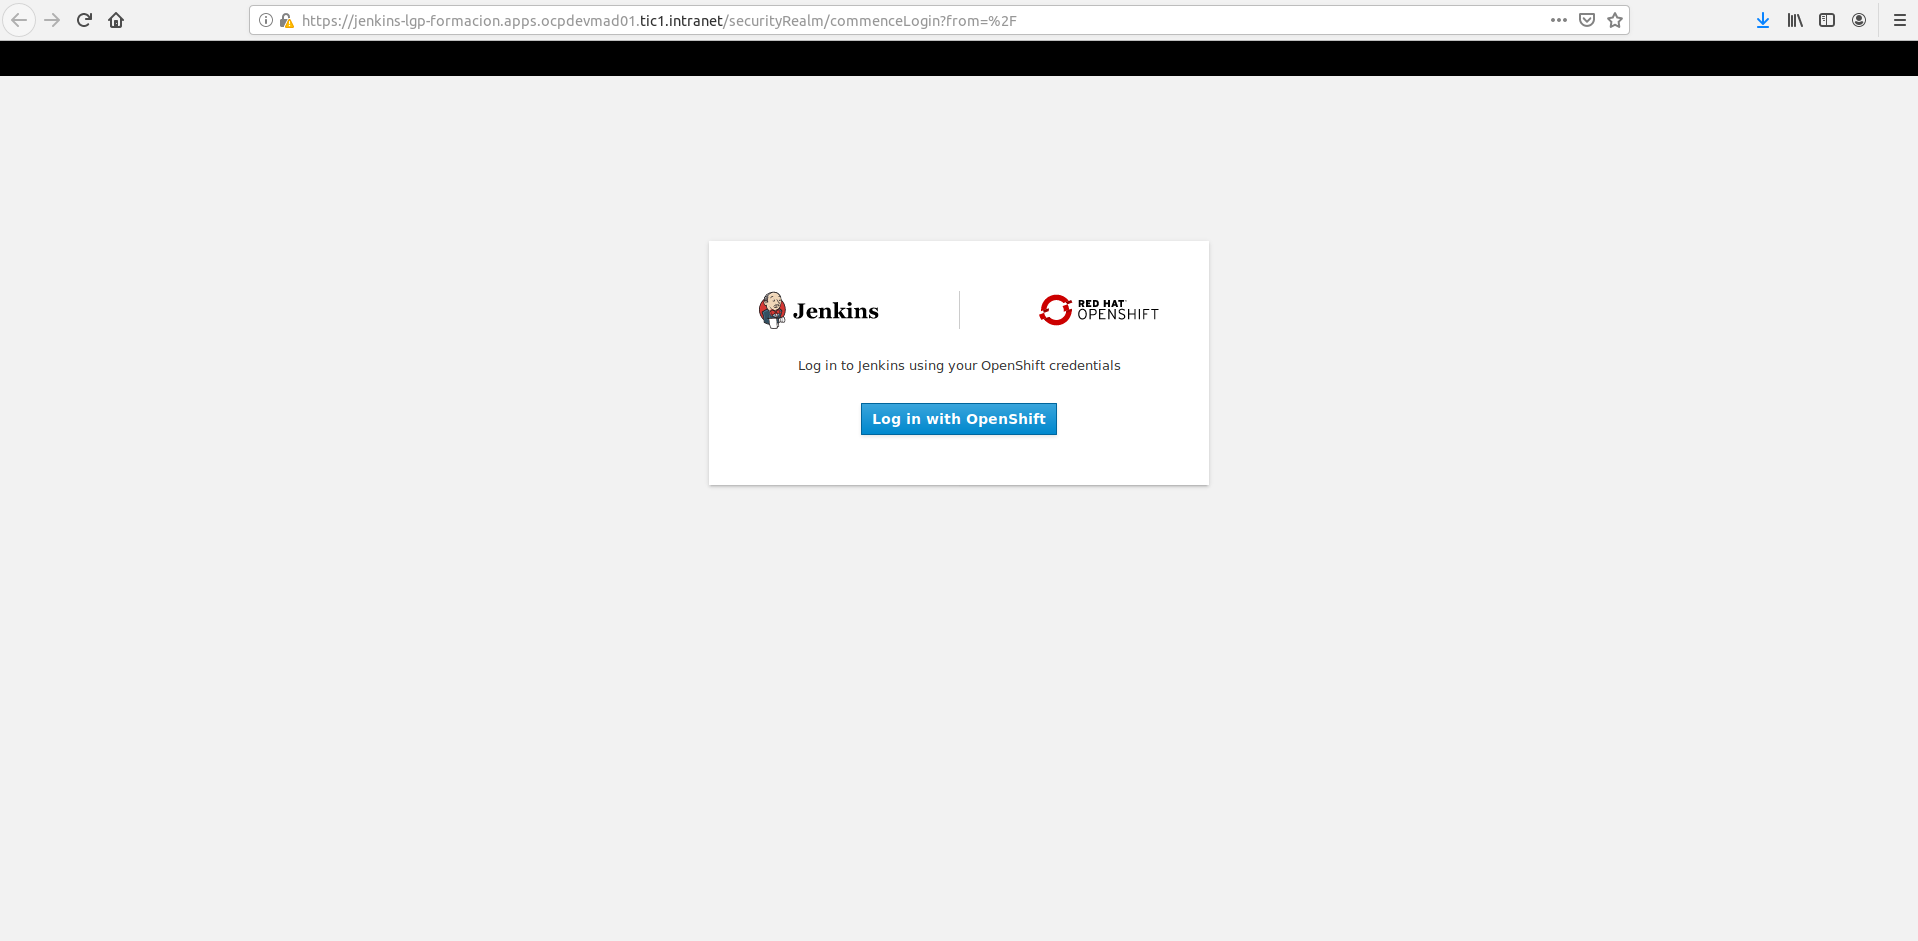 https://jenkins-lgp-formacion.apps.ocpdevmad01.tic1.intranet/securityRealm/commenceLogin?from=%2F
Jenkins
RED HAT
OPENSHIFT
Log in to Jenkins using your OpenShift credentials
Log in with OpenShift